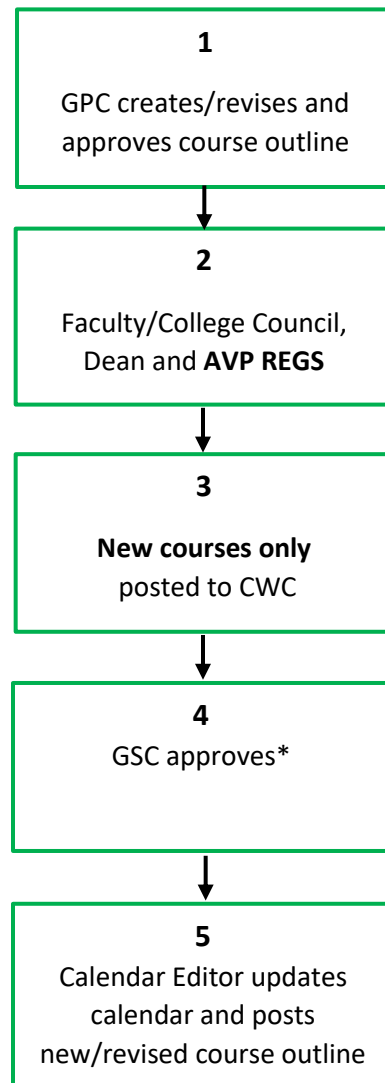 1
GPC creates/revises and
approves course outline
2
Faculty/College Council,
Dean and AVP REGS
3
New courses only
posted to CWC
4
GSC approves*
5
Calendar Editor updates
calendar and posts
new/revised course outline